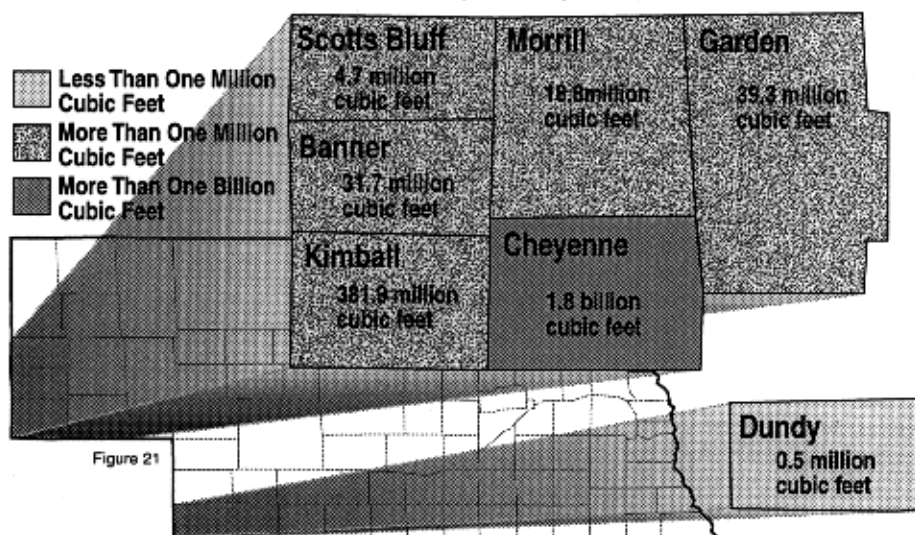 Less Than One Million
Cubic Feet
More Than One Million
Cubic Feet
More Than One Billion
Cubic Feet
Scotts Bluff
4.7 million
cubic feet
Morrill
18.8million
cubic feet
Garden
39.3 million
cubic feet
Banner
31.7 million
cubic feet
Kimball
381.9 million
cubic feet
Cheyenne
1.8 billion
cubic feet
Figure 21
Dundy
0.5 million
cubic feet